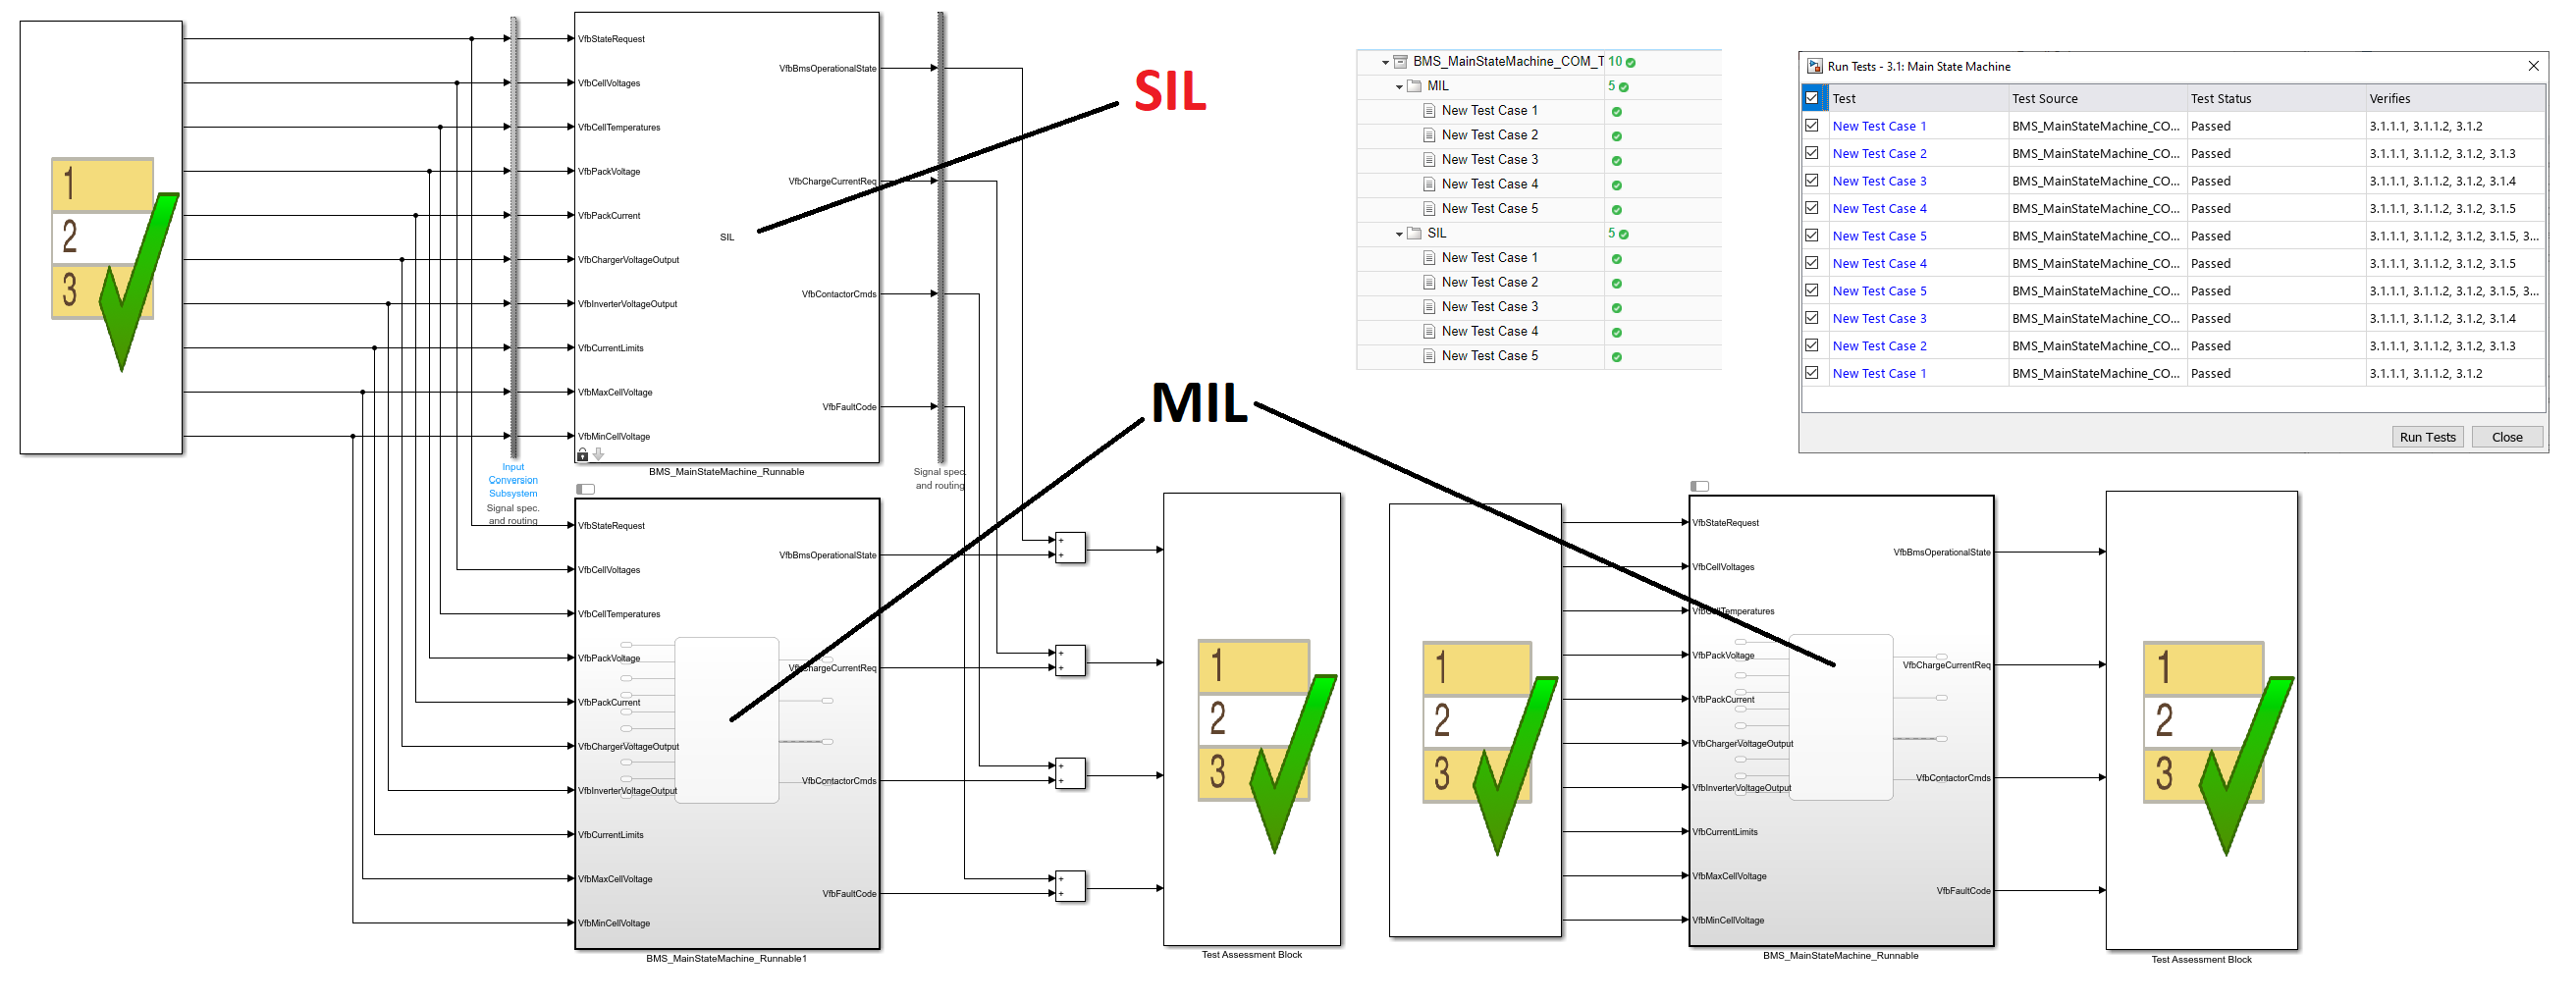 1
2
3
VfbStateRequest
VfbCellVoltages
VfbCellTemperatures
VfbPackVoltage
VfbPackCurrent
VfbChargerVoltageOutput
VfbInverterVoltageOutput
VfbCurrentLimits
VfbMaxCellVoltage
VfbMinCellVoltage
SIL
VfbBmsOperationalState
VfbChargeCurrentReq
VfbContactorCmds
VfbFaultCode
BMS_MainStateMachine_Runnable
Input
Conversion
Subsystem
Signal spec.
and routing
Signal spec.
and routing
SIL
MIL
VfbStateRequest
VfbCellVoltages
VfbCellTemperatures
VfbPackVoltage
VfbPackCurrent
VfbChargerVoltageOutput
VfbInverterVoltageOutput
VfbCurrentLimits
VfbMaxCellVoltage
VfbMinCellVoltage
VfbBmsOperationalState
VfbChargeCurrentReq
VfbContactorCmds
VfbFaultCode
BMS_MainStateMachine_Runnable1
+
+
+
+
+
+
+
+
1
2
3
Test Assessment Block
BMS_MainStateMachine_COM_T 10
MIL 5
New Test Case 1
New Test Case 2
New Test Case 3
New Test Case 4
New Test Case 5
SIL 5
New Test Case 1
New Test Case 2
New Test Case 3
New Test Case 4
New Test Case 5
Run Tests - 3.1: Main State Machine
Test Test Source Test Status Verifies
New Test Case 1 BMS_MainStateMachine_CO... Passed 3.1.1.1, 3.1.1.2, 3.1.2
New Test Case 2 BMS_MainStateMachine_CO... Passed 3.1.1.1, 3.1.1.2, 3.1.2, 3.1.3
New Test Case 3 BMS_MainStateMachine_CO... Passed 3.1.1.1, 3.1.1.2, 3.1.2, 3.1.4
New Test Case 4 BMS_MainStateMachine_CO... Passed 3.1.1.1, 3.1.1.2, 3.1.2, 3.1.5
New Test Case 5 BMS_MainStateMachine_CO... Passed 3.1.1.1, 3.1.1.2, 3.1.2, 3.1.5, 3...
New Test Case 4 BMS_MainStateMachine_CO... Passed 3.1.1.1, 3.1.1.2, 3.1.2, 3.1.5
New Test Case 5 BMS_MainStateMachine_CO... Passed 3.1.1.1, 3.1.1.2, 3.1.2, 3.1.5, 3...
New Test Case 3 BMS_MainStateMachine_CO... Passed 3.1.1.1, 3.1.1.2, 3.1.2, 3.1.4
New Test Case 2 BMS_MainStateMachine_CO... Passed 3.1.1.1, 3.1.1.2, 3.1.2, 3.1.3
New Test Case 1 BMS_MainStateMachine_CO... Passed 3.1.1.1, 3.1.1.2, 3.1.2
Run Tests Close
1
2
3
VfbStateRequest
VfbCellVoltages
VfbCellTemperatures
VfbPackVoltage
VfbPackCurrent
VfbChargerVoltageOutput
VfbInverterVoltageOutput
VfbCurrentLimits
VfbMaxCellVoltage
VfbMinCellVoltage
VfbBmsOperationalState
VfbChargeCurrentReq
VfbContactorCmds
VfbFaultCode
BMS_MainStateMachine_Runnable
1
2
3
Test Assessment Block